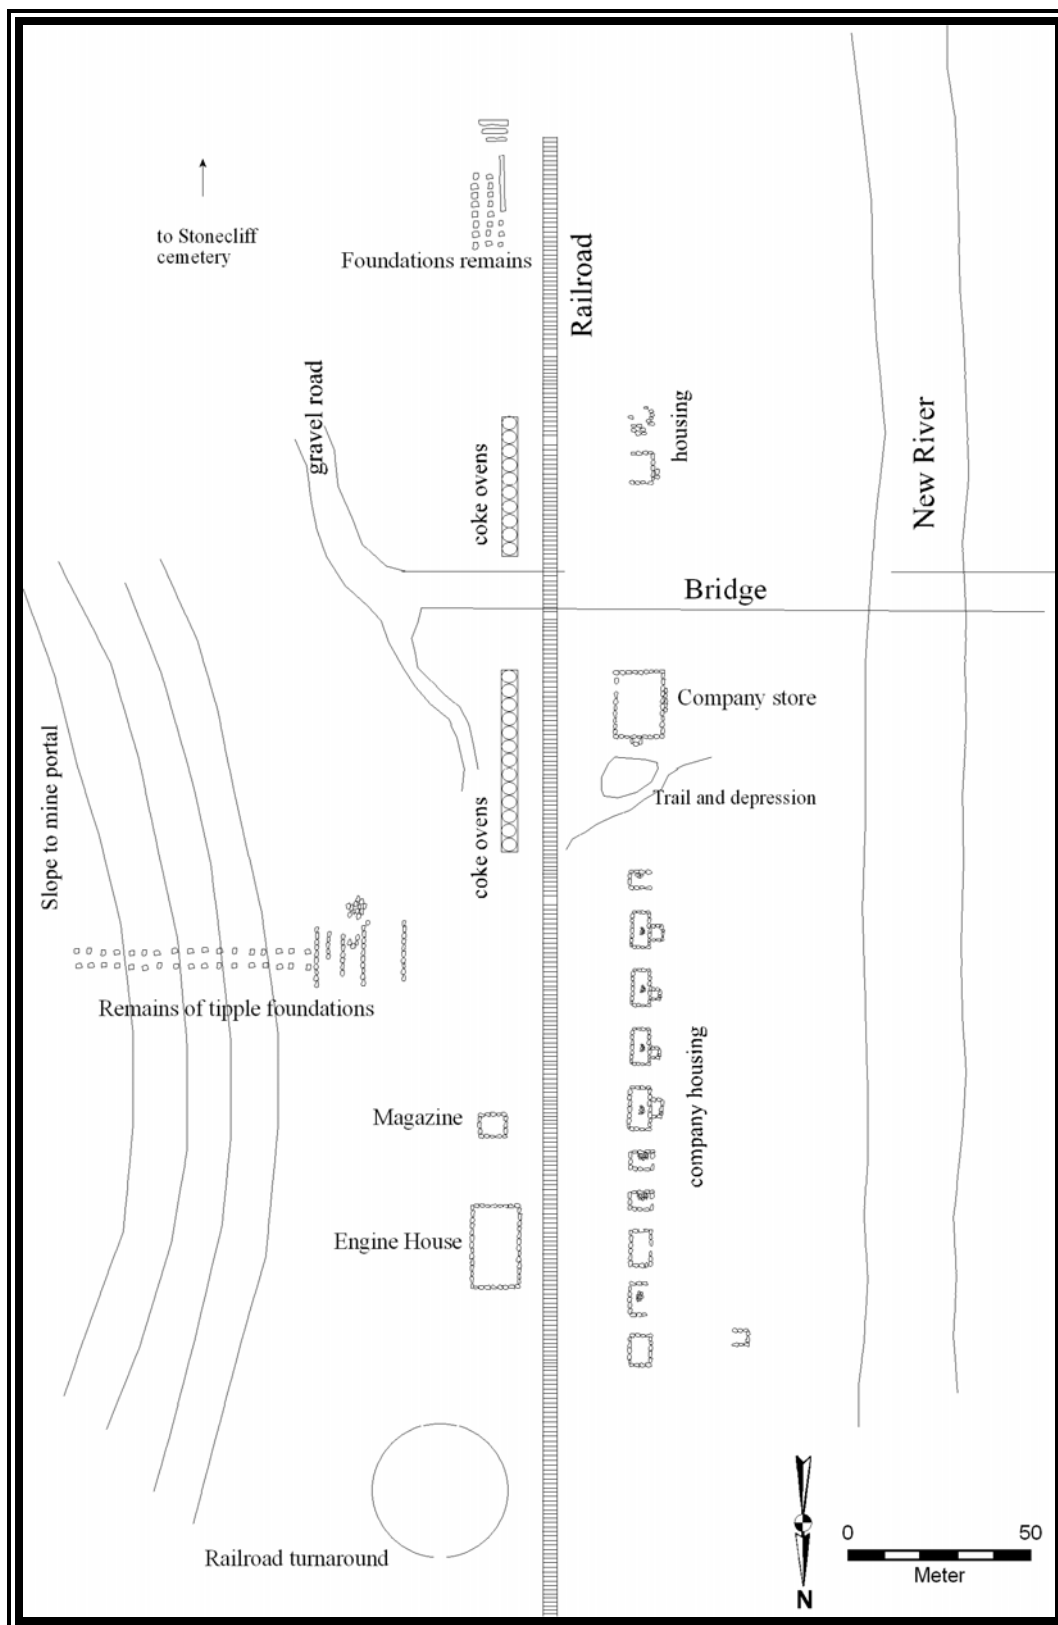 to Stonecliff
cemetery
Foundations remains
Railroad
gravel road
coke ovens
housing
New River
Bridge
Company store
Slope to mine portal
Trail and depression
coke ovens
Remains of tipple foundations
company housing
Magazine
Engine House
Railroad turnaround
0 50
Meter
N